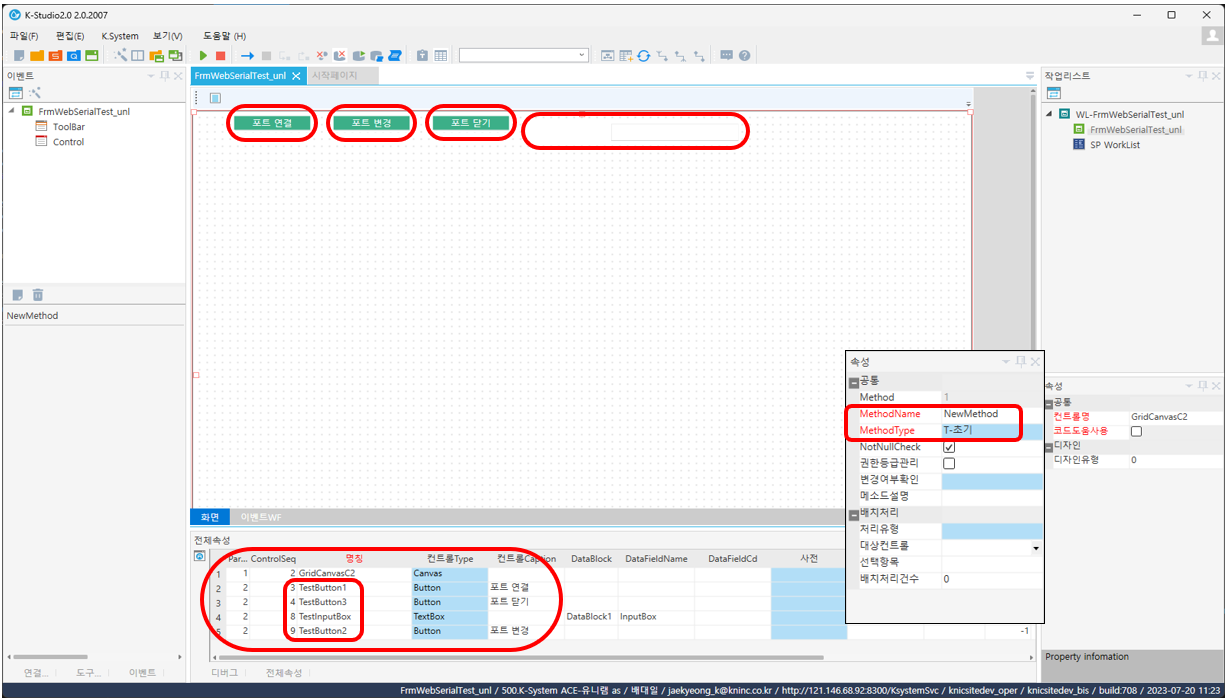 K-Studio2.0 2.0.2007
파일(F) 편집(E) K.System 보기(V) 도움말 (H)
이벤트
FrmWebSerialTest_unl
ToolBar
Control
NewMethod
연결... 도구... 이벤트
FrmWebSerialTest_unl 시작페이지
포트 연결 포트 변경 포트 닫기
화면 이벤트WF
전체속성
Par... ControlSeq 명칭 컨트롤Type 컨트롤Caption DataBlock DataFieldName DataFieldCd 사전
1 1 2 GridCanvasC2 Canvas
2 2 3 TestButton1 Button 포트 연결
3 2 4 TestButton3 Button 포트 닫기
4 2 8 TestInputBox TextBox DataBlock1 InputBox
5 2 9 TestButton2 Button 포트 변경 -1
디버그 전체속성
속성
공통
Method 1
MethodName NewMethod
MethodType T-초기
NotNullCheck
권한등급관리
변경여부확인
메소드설명
배치처리
처리유형
대상컨트롤
선택항목
배치처리건수 0
작업리스트
WL-FrmWebSerialTest_unl
FrmWebSerialTest_unl
SP WorkList
속성
공통
컨트롤명 GridCanvasC2
코드도움사용
디자인
디자인유형 0
Property infomation
FrmWebSerialTest_unl / 500.K-System ACE-유니램 as / 배대일 / jaekyeong_k@kninc.co.kr / http://121.146.68.92:8300/KsystemSvc / knicsitedev_oper / knicsitedev_bis / build:708 / 2023-07-20 11:23